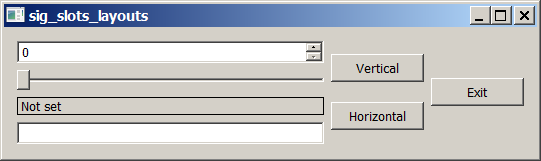 sig_slots_layouts
0
Not set
Vertical
Horizontal
Exit